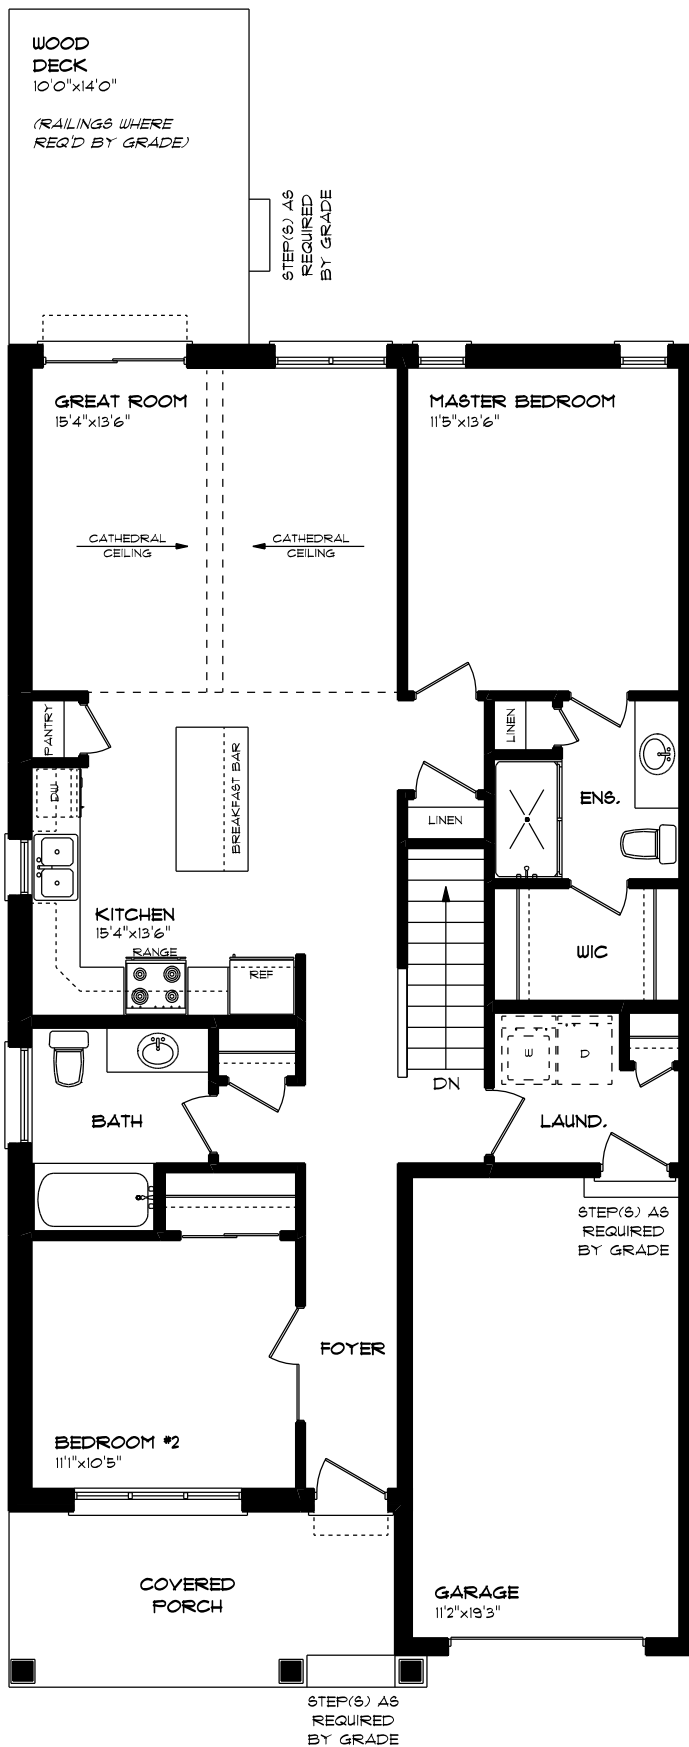 WOOD
DECK
10'0"x14'0"
(RAILINGS WHERE
REQ'D BY GRADE)
STEP(S) AS
REQUIRED
BY GRADE
GREAT ROOM
15'4"x13'6"
MASTER BEDROOM
11'5"x13'6"
CATHEDRAL
CEILING
CATHEDRAL
CEILING
PANTRY
LINEN
DW
BREAKFAST BAR
LINEN
ENS.
KITCHEN
15'4"x13'6"
RANGE
REF
WIC
DN
W
D
BATH
LAUND.
STEP(S) AS
REQUIRED
BY GRADE
FOYER
BEDROOM #2
11'1"x10'5"
COVERED
PORCH
GARAGE
11'2"x19'3"
STEP(S) AS
REQUIRED
BY GRADE